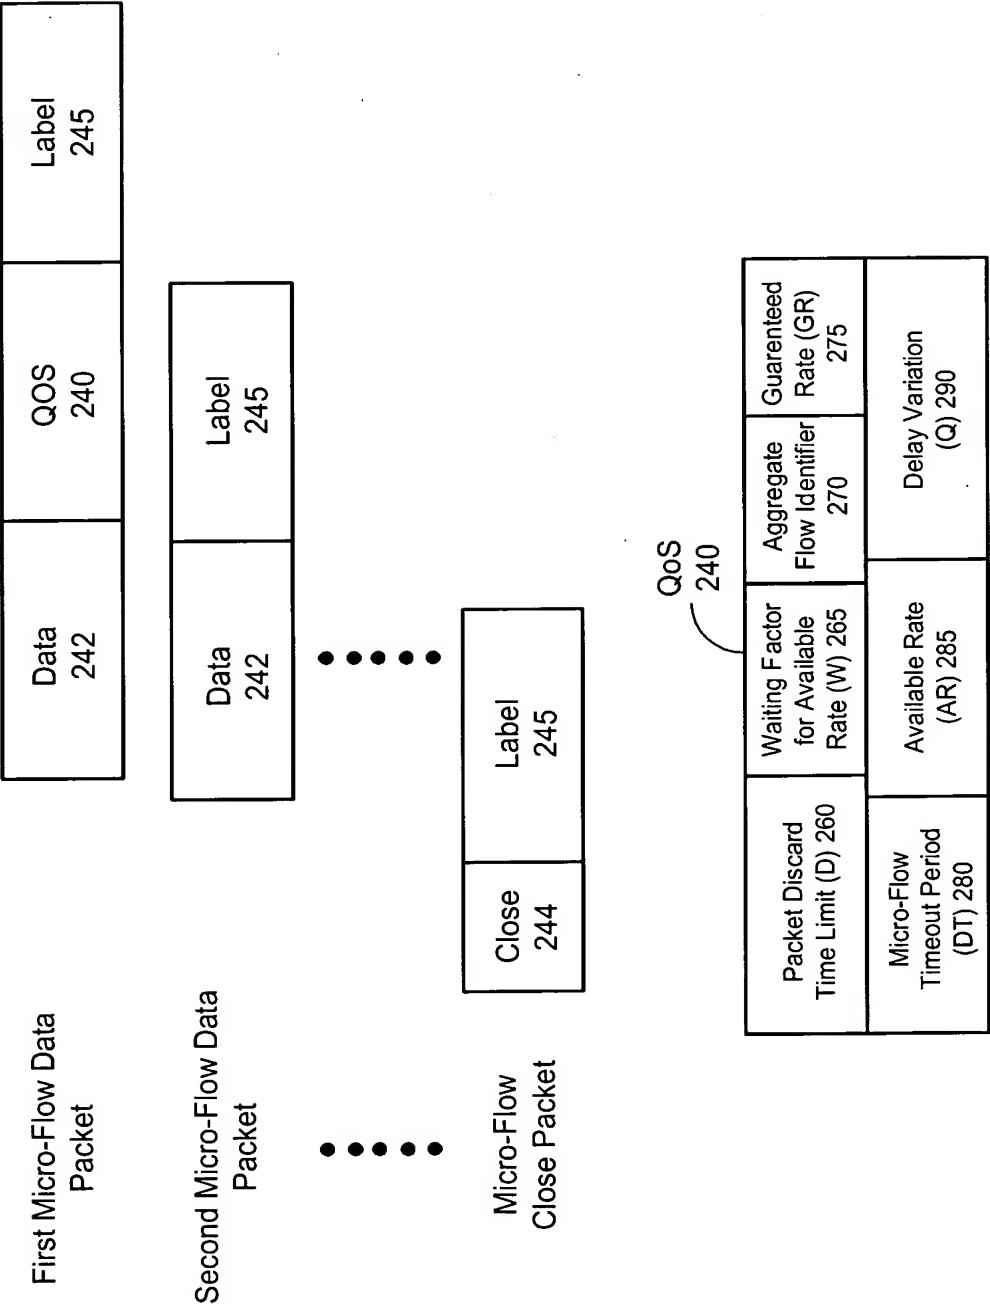 First Micro-Flow Data
Packet
Data
242
QOS
240
Label
245
Second Micro-Flow Data
Packet
Data
242
Label
245
Micro-Flow
Close Packet
Close
244
Label
245
QoS
240
Packet Discard
Time Limit (D) 260
Waiting Factor
for Available
Rate (W) 265
Aggregate
Flow Identifier
270
Guarenteed
Rate (GR)
275
Micro-Flow
Timeout Period
(DT) 280
Available Rate
(AR) 285
Delay Variation
(Q) 290